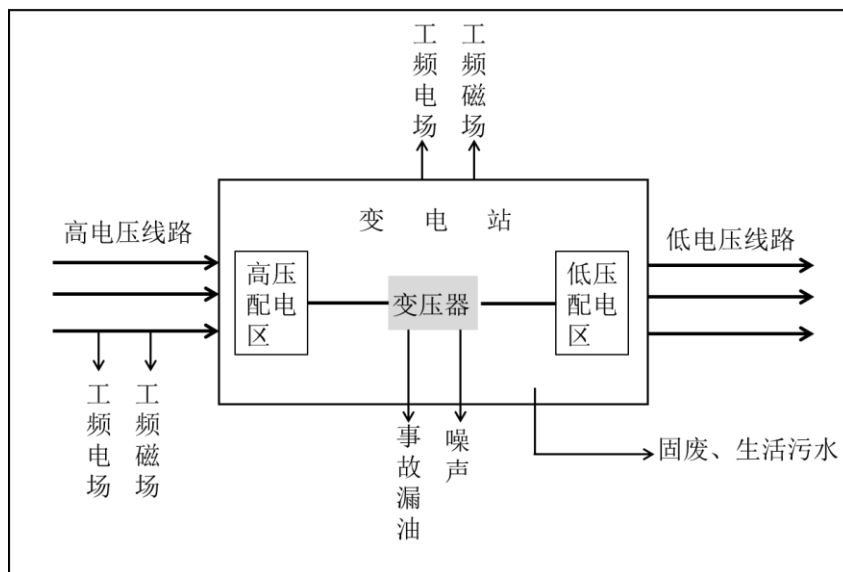 工频电场
工频磁场
变电站
高电压线路
低电压线路
高压
配电
区
变压器
低压
配电
区
工频电场
工频磁场
事故漏油
噪声
固废、生活污水